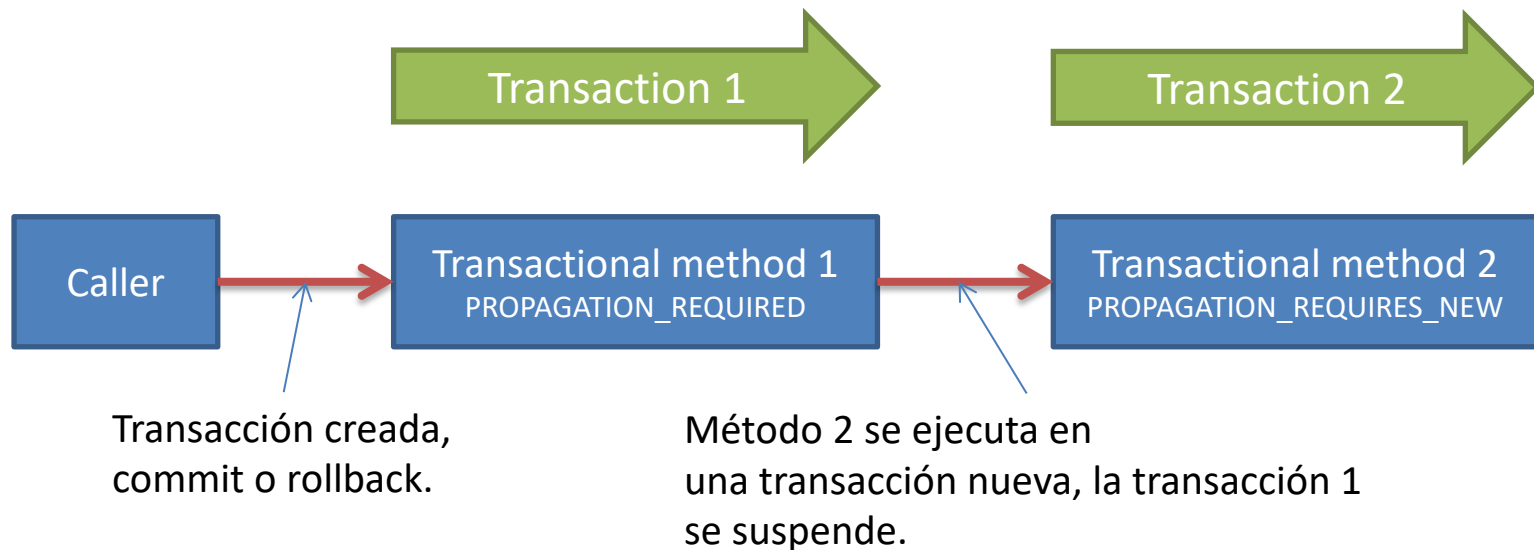 Transaction 1
Transaction 2
Caller
Transactional method 1
PROPAGATION_REQUIRED
Transactional method 2
PROPAGATION_REQUIRES_NEW
Transacción creada,
commit o rollback.
Método 2 se ejecuta en
una transacción nueva, la transacción 1
se suspende.